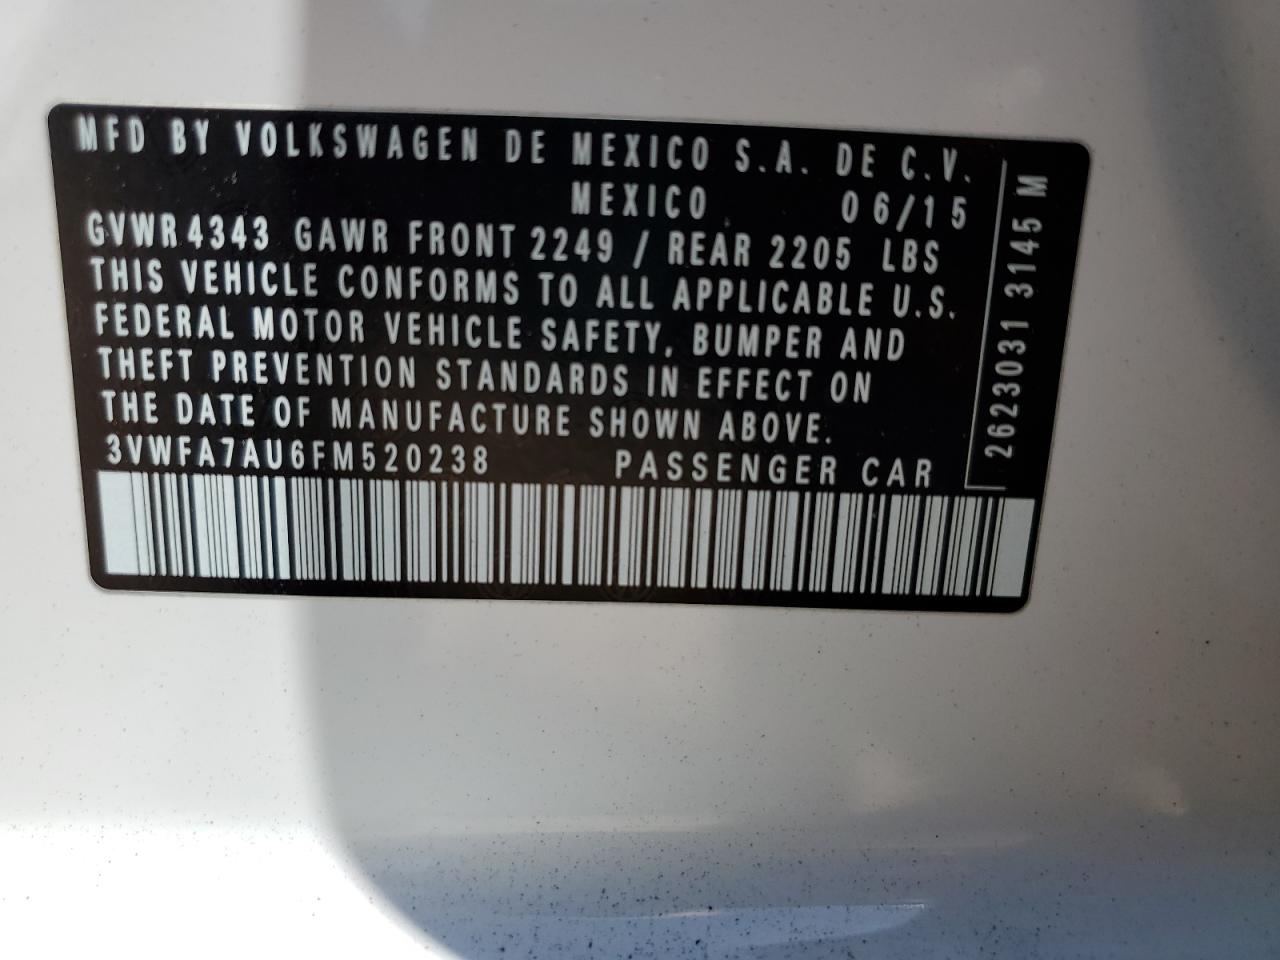 MFD BY VOLKSWAGEN DE MEXICO S.A. DE C.V.
MEXICO 06/15
GVWR 4343 GAWR FRONT 2249 / REAR 2205 LBS
THIS VEHICLE CONFORMS TO ALL APPLICABLE U.S.
FEDERAL MOTOR VEHICLE SAFETY, BUMPER AND
THEFT PREVENTION STANDARDS IN EFFECT ON
THE DATE OF MANUFACTURE SHOWN ABOVE.
3VWFA7AU6FM520238 PASSENGER CAR
2623031 3145 M